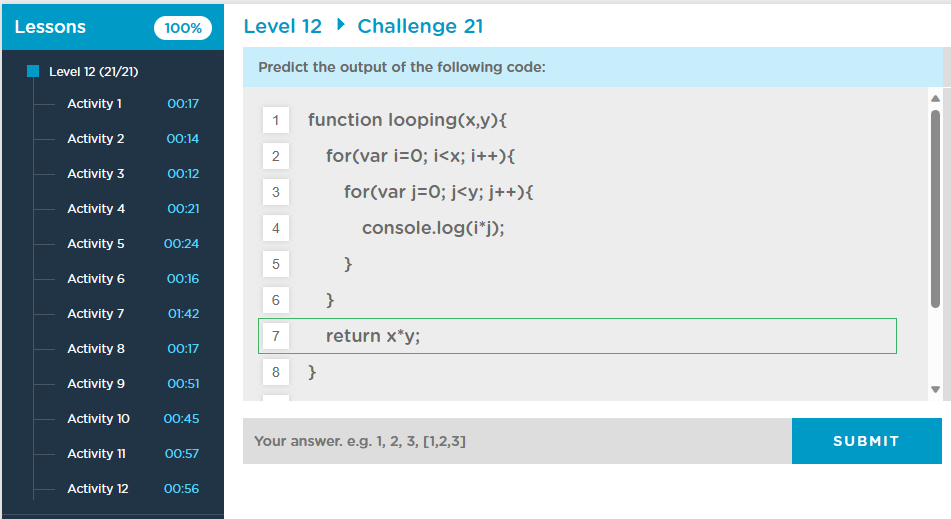 Lessons 100%
Level 12 (21/21)
Activity 1 00:17
Activity 2 00:14
Activity 3 00:12
Activity 4 00:21
Activity 5 00:24
Activity 6 00:16
Activity 7 01:42
Activity 8 00:17
Activity 9 00:51
Activity 10 00:45
Activity 11 00:57
Activity 12 00:56
Level 12 Challenge 21
Predict the output of the following code:
1 function looping(x,y){
2 for(var i=0; i<x; i++){
3 for(var j=0; j<y; j++){
4 console.log(i*j);
5 }
6 }
7 return x*y;
8 }
Your answer. e.g. 1, 2, 3, [1,2,3] SUBMIT